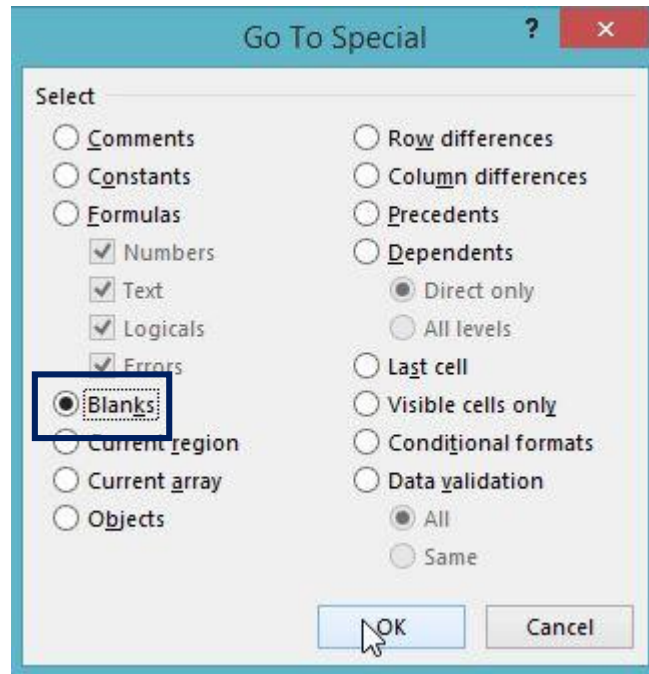 Go To Special ?
Select
Comments
Constants
Formulas
Numbers
Text
Logicals
Errors
Blanks
Current region
Current array
Objects
Row differences
Column differences
Precedents
Dependents
Direct only
All levels
Last cell
Visible cells only
Conditional formats
Data validation
All
Same
OK
Cancel